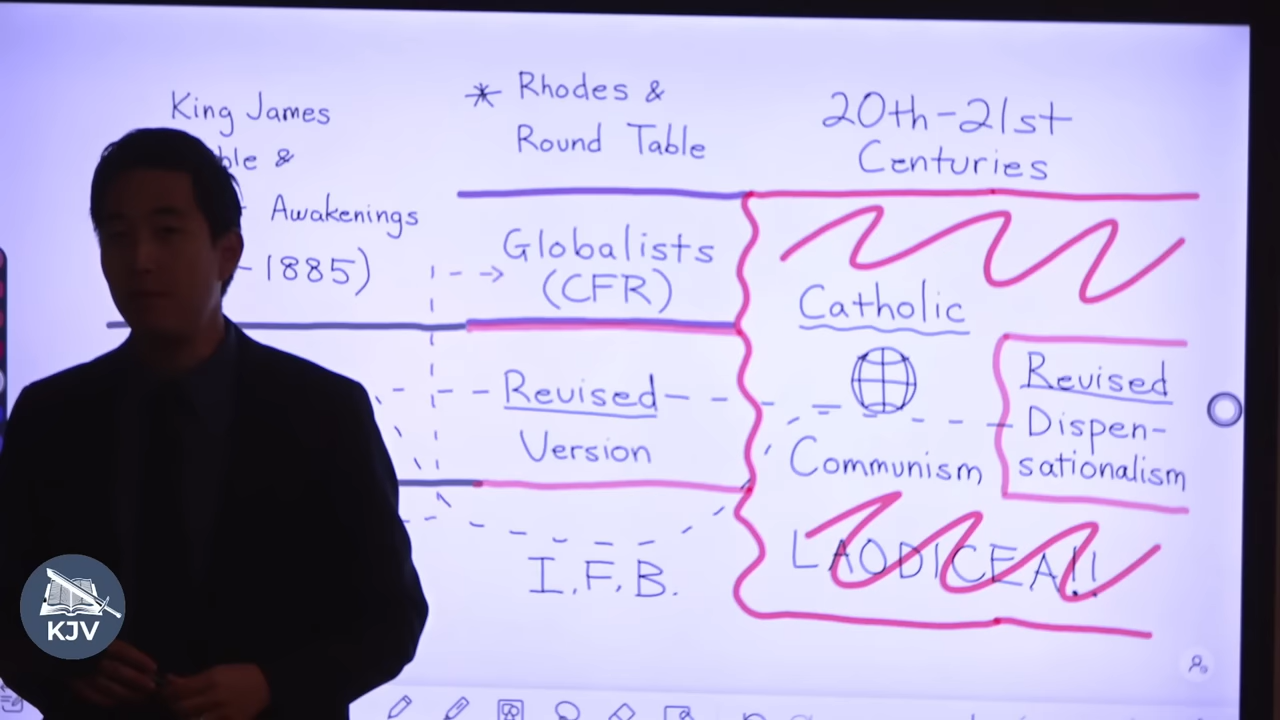 King James
&
Awakenings
- 1885)
* Rhodes &
Round Table
20th-21st
Centuries
Globalists
(CFR)
Revised
Version
I.F.B.
Catholic
Communism
Revised
Dispen-
sationalism
LAODICEA!!
KJV